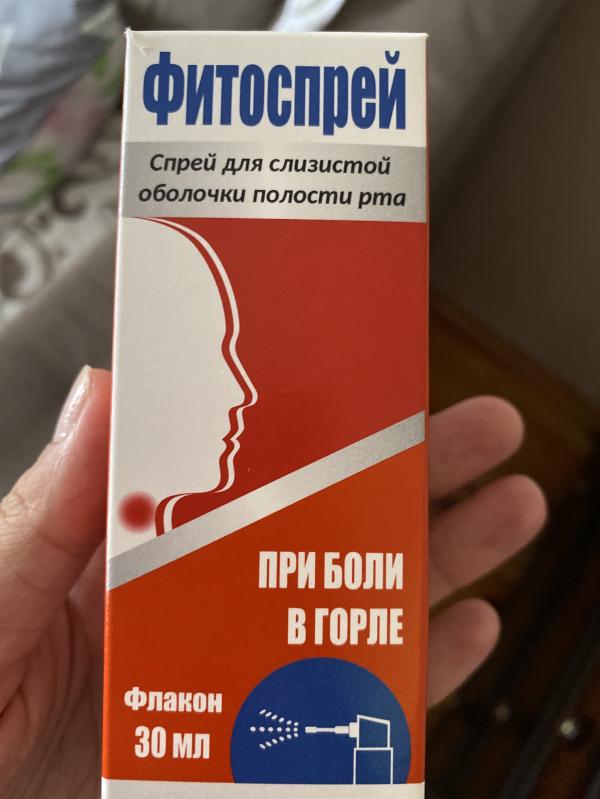 Фитоспрей
Спрей для слизистой
оболочки полости рта
ПРИ БОЛИ
В ГОРЛЕ
Флакон
30 мл